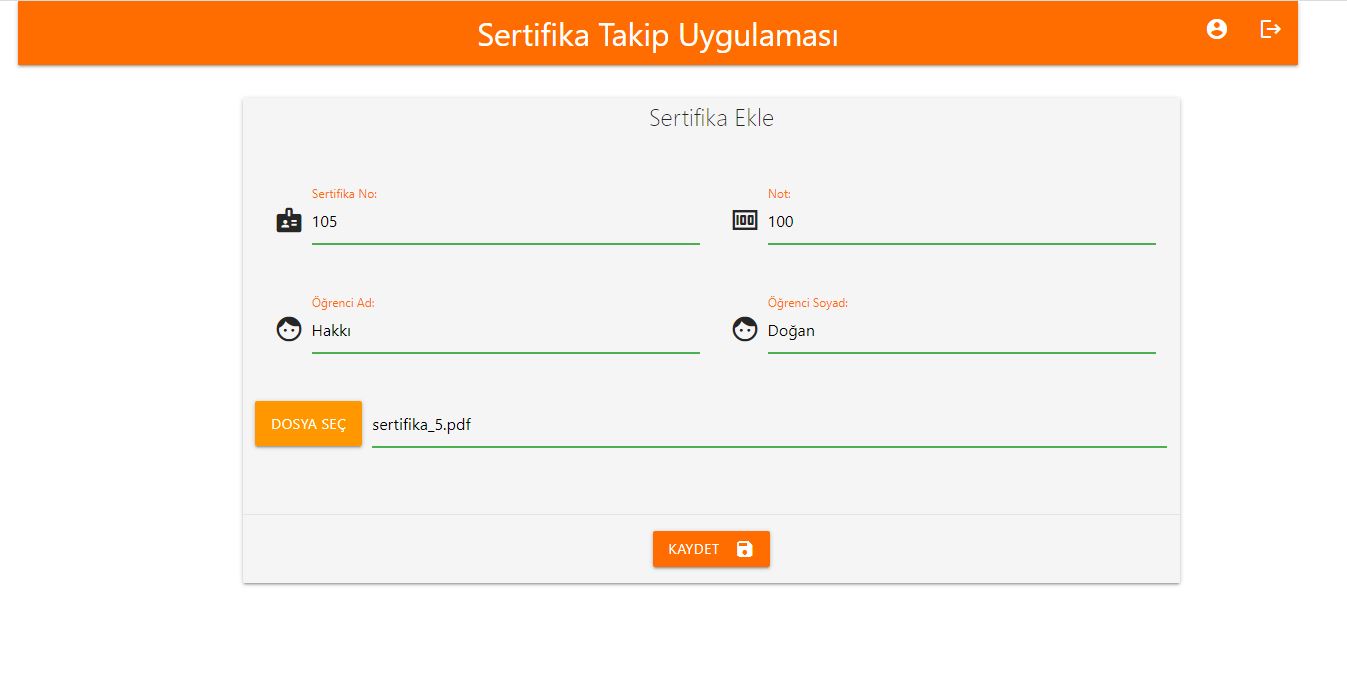 Sertifika Takip Uygulaması
Sertifika Ekle
Sertifika No:
105
Not:
100
Öğrenci Ad:
Hakkı
Öğrenci Soyad:
Doğan
DOSYA SEÇ
sertifika_5.pdf
KAYDET